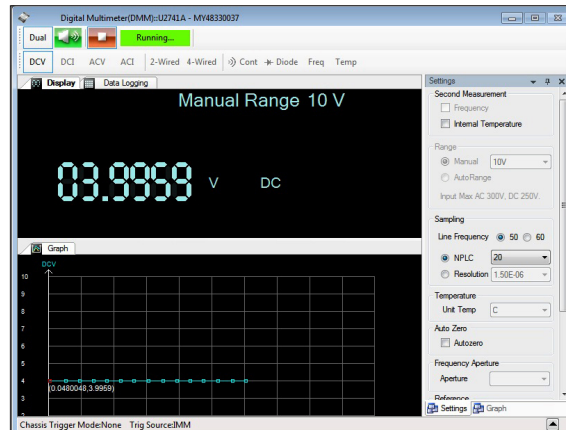 Digital Multimeter(DMM)::U2741A - MY48330037
Dual Running...
DCV DCI ACV ACI 2-Wired 4-Wired Cont Diode Freq Temp
Display Data Logging
Manual Range 10 V
03.9959 V DC
Graph
DCV
10
9
8
7
6
5
4
(0.0480048,3.9959)
3
2
Settings
Second Measurement
Frequency
Internal Temperature
Range
Manual 10V
AutoRange
Input Max AC 300V, DC 250V.
Sampling
Line Frequency 50 60
NPLC 20
Resolution 1.50E-06
Temperature
Unit Temp C
Auto Zero
Autozero
Frequency Aperture
Aperture
Reference
Settings Graph
Chassis Trigger Mode:None Trig Source:IMM